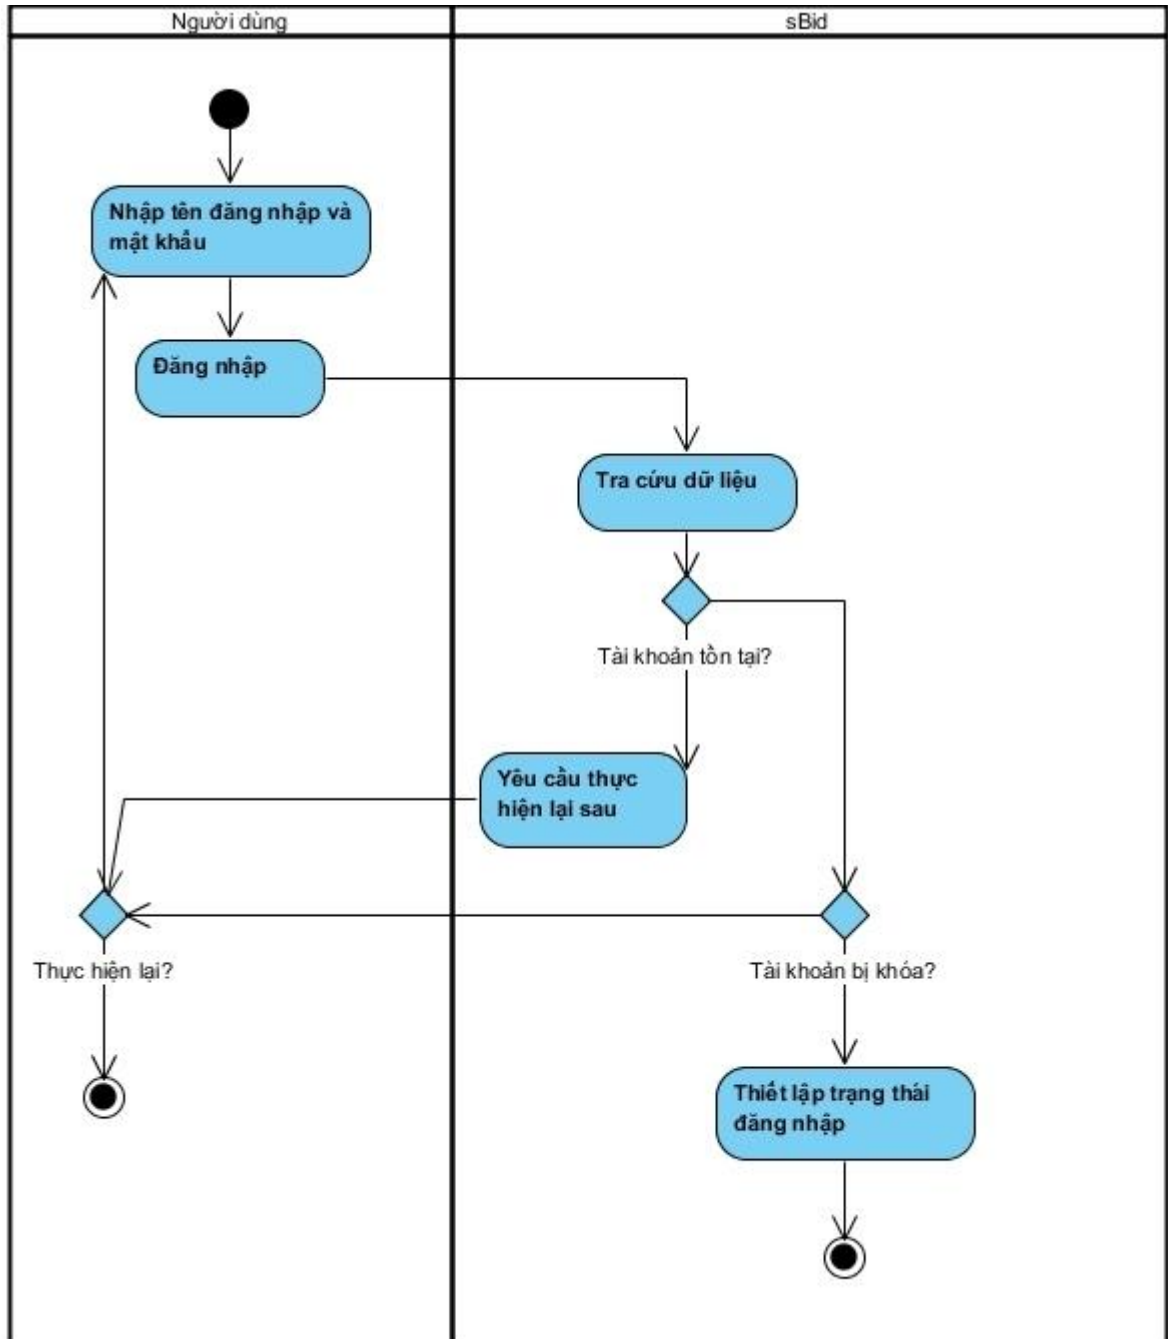 Người dùng
sBid
Nhập tên đăng nhập và
mật khẩu
Đăng nhập
Tra cứu dữ liệu
Tài khoản tồn tại?
Yêu cầu thực
hiện lại sau
Thực hiện lại?
Tài khoản bị khóa?
Thiết lập trạng thái
đăng nhập